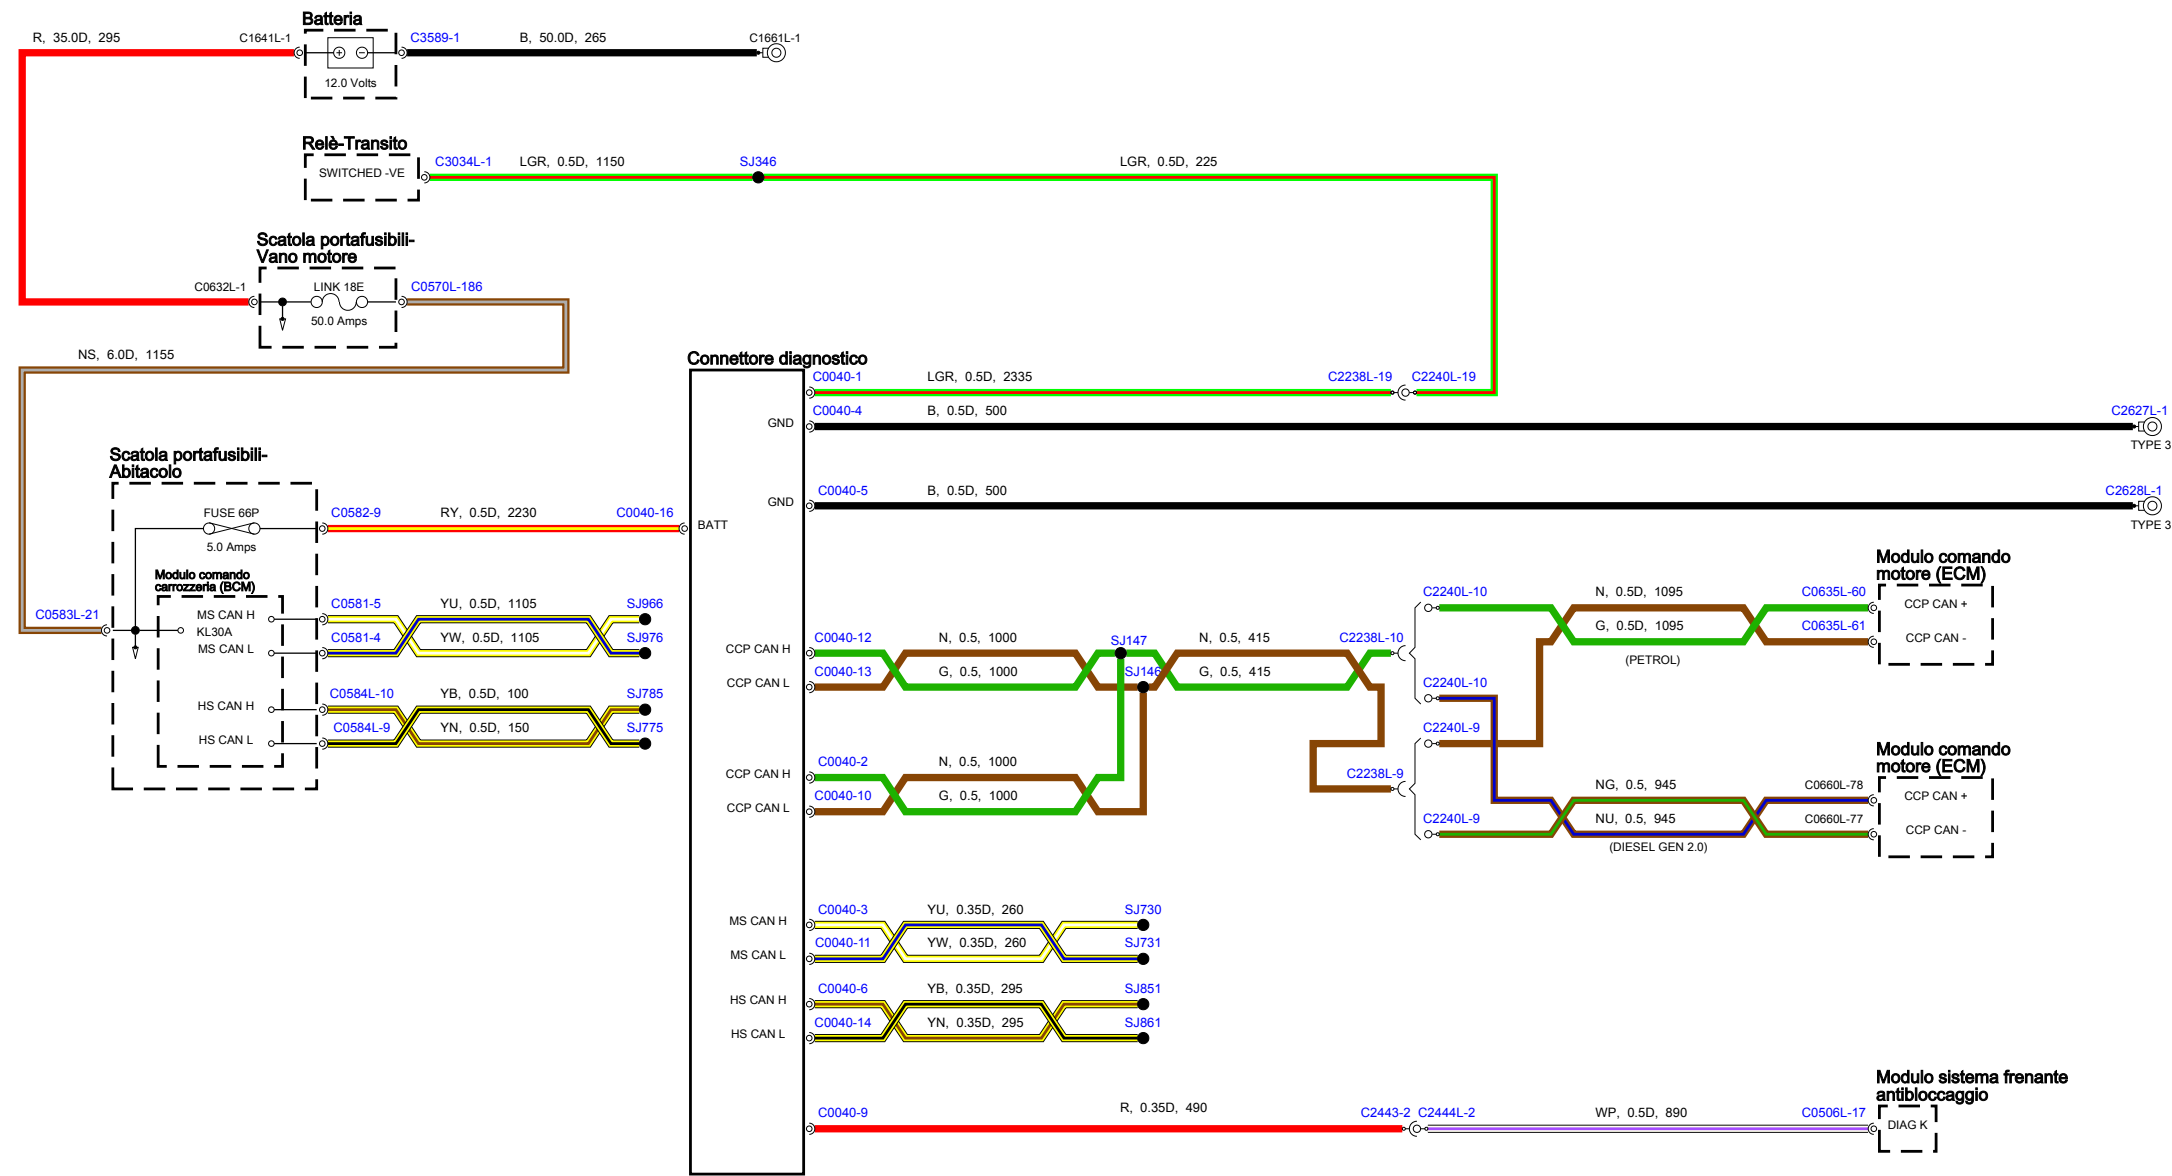 Batteria
R, 35.0D, 295
C1641L-1
C3589-1
B, 50.0D, 265
C1661L-1
12.0 Volts
Relè-Transito
SWITCHED -VE
C3034L-1
LGR, 0.5D, 1150
SJ346
LGR, 0.5D, 225
Scatola portafusibili-
Vano motore
C0632L-1
LINK 18E
50.0 Amps
C0570L-186
NS, 6.0D, 1155
Connettore diagnostico
C0040-1
LGR, 0.5D, 2335
C2238L-19
C2240L-19
C0040-4
B, 0.5D, 500
GND
C2627L-1
TYPE 3
C0040-5
B, 0.5D, 500
GND
C2628L-1
TYPE 3
Scatola portafusibili-
Abitacolo
FUSE 66P
5.0 Amps
C0582-9
RY, 0.5D, 2230
C0040-16
BATT
Modulo comando
carrozzeria (BCM)
C0583L-21
MS CAN H
KL30A
MS CAN L
HS CAN H
HS CAN L
C0581-5
YU, 0.5D, 1105
SJ966
C0581-4
YW, 0.5D, 1105
SJ976
C0584L-10
YB, 0.5D, 100
SJ785
C0584L-9
YN, 0.5D, 150
SJ775
CCP CAN H
C0040-12
N, 0.5, 1000
SJ147
N, 0.5, 415
C2238L-10
CCP CAN L
C0040-13
G, 0.5, 1000
SJ146
G, 0.5, 415
CCP CAN H
C0040-2
N, 0.5, 1000
C2238L-9
CCP CAN L
C0040-10
G, 0.5, 1000
Modulo comando
motore (ECM)
C2240L-10
N, 0.5D, 1095
C0635L-60
CCP CAN +
G, 0.5D, 1095
C0635L-61
CCP CAN -
(PETROL)
C2240L-10
C2240L-9
Modulo comando
motore (ECM)
NG, 0.5, 945
C0660L-78
CCP CAN +
C2240L-9
NU, 0.5, 945
C0660L-77
CCP CAN -
(DIESEL GEN 2.0)
MS CAN H
C0040-3
YU, 0.35D, 260
SJ730
MS CAN L
C0040-11
YW, 0.35D, 260
SJ731
HS CAN H
C0040-6
YB, 0.35D, 295
SJ851
HS CAN L
C0040-14
YN, 0.35D, 295
SJ861
Modulo sistema frenante
antibloccaggio
C0040-9
R, 0.35D, 490
C2443-2
C2444L-2
WP, 0.5D, 890
C0506L-17
DIAG K